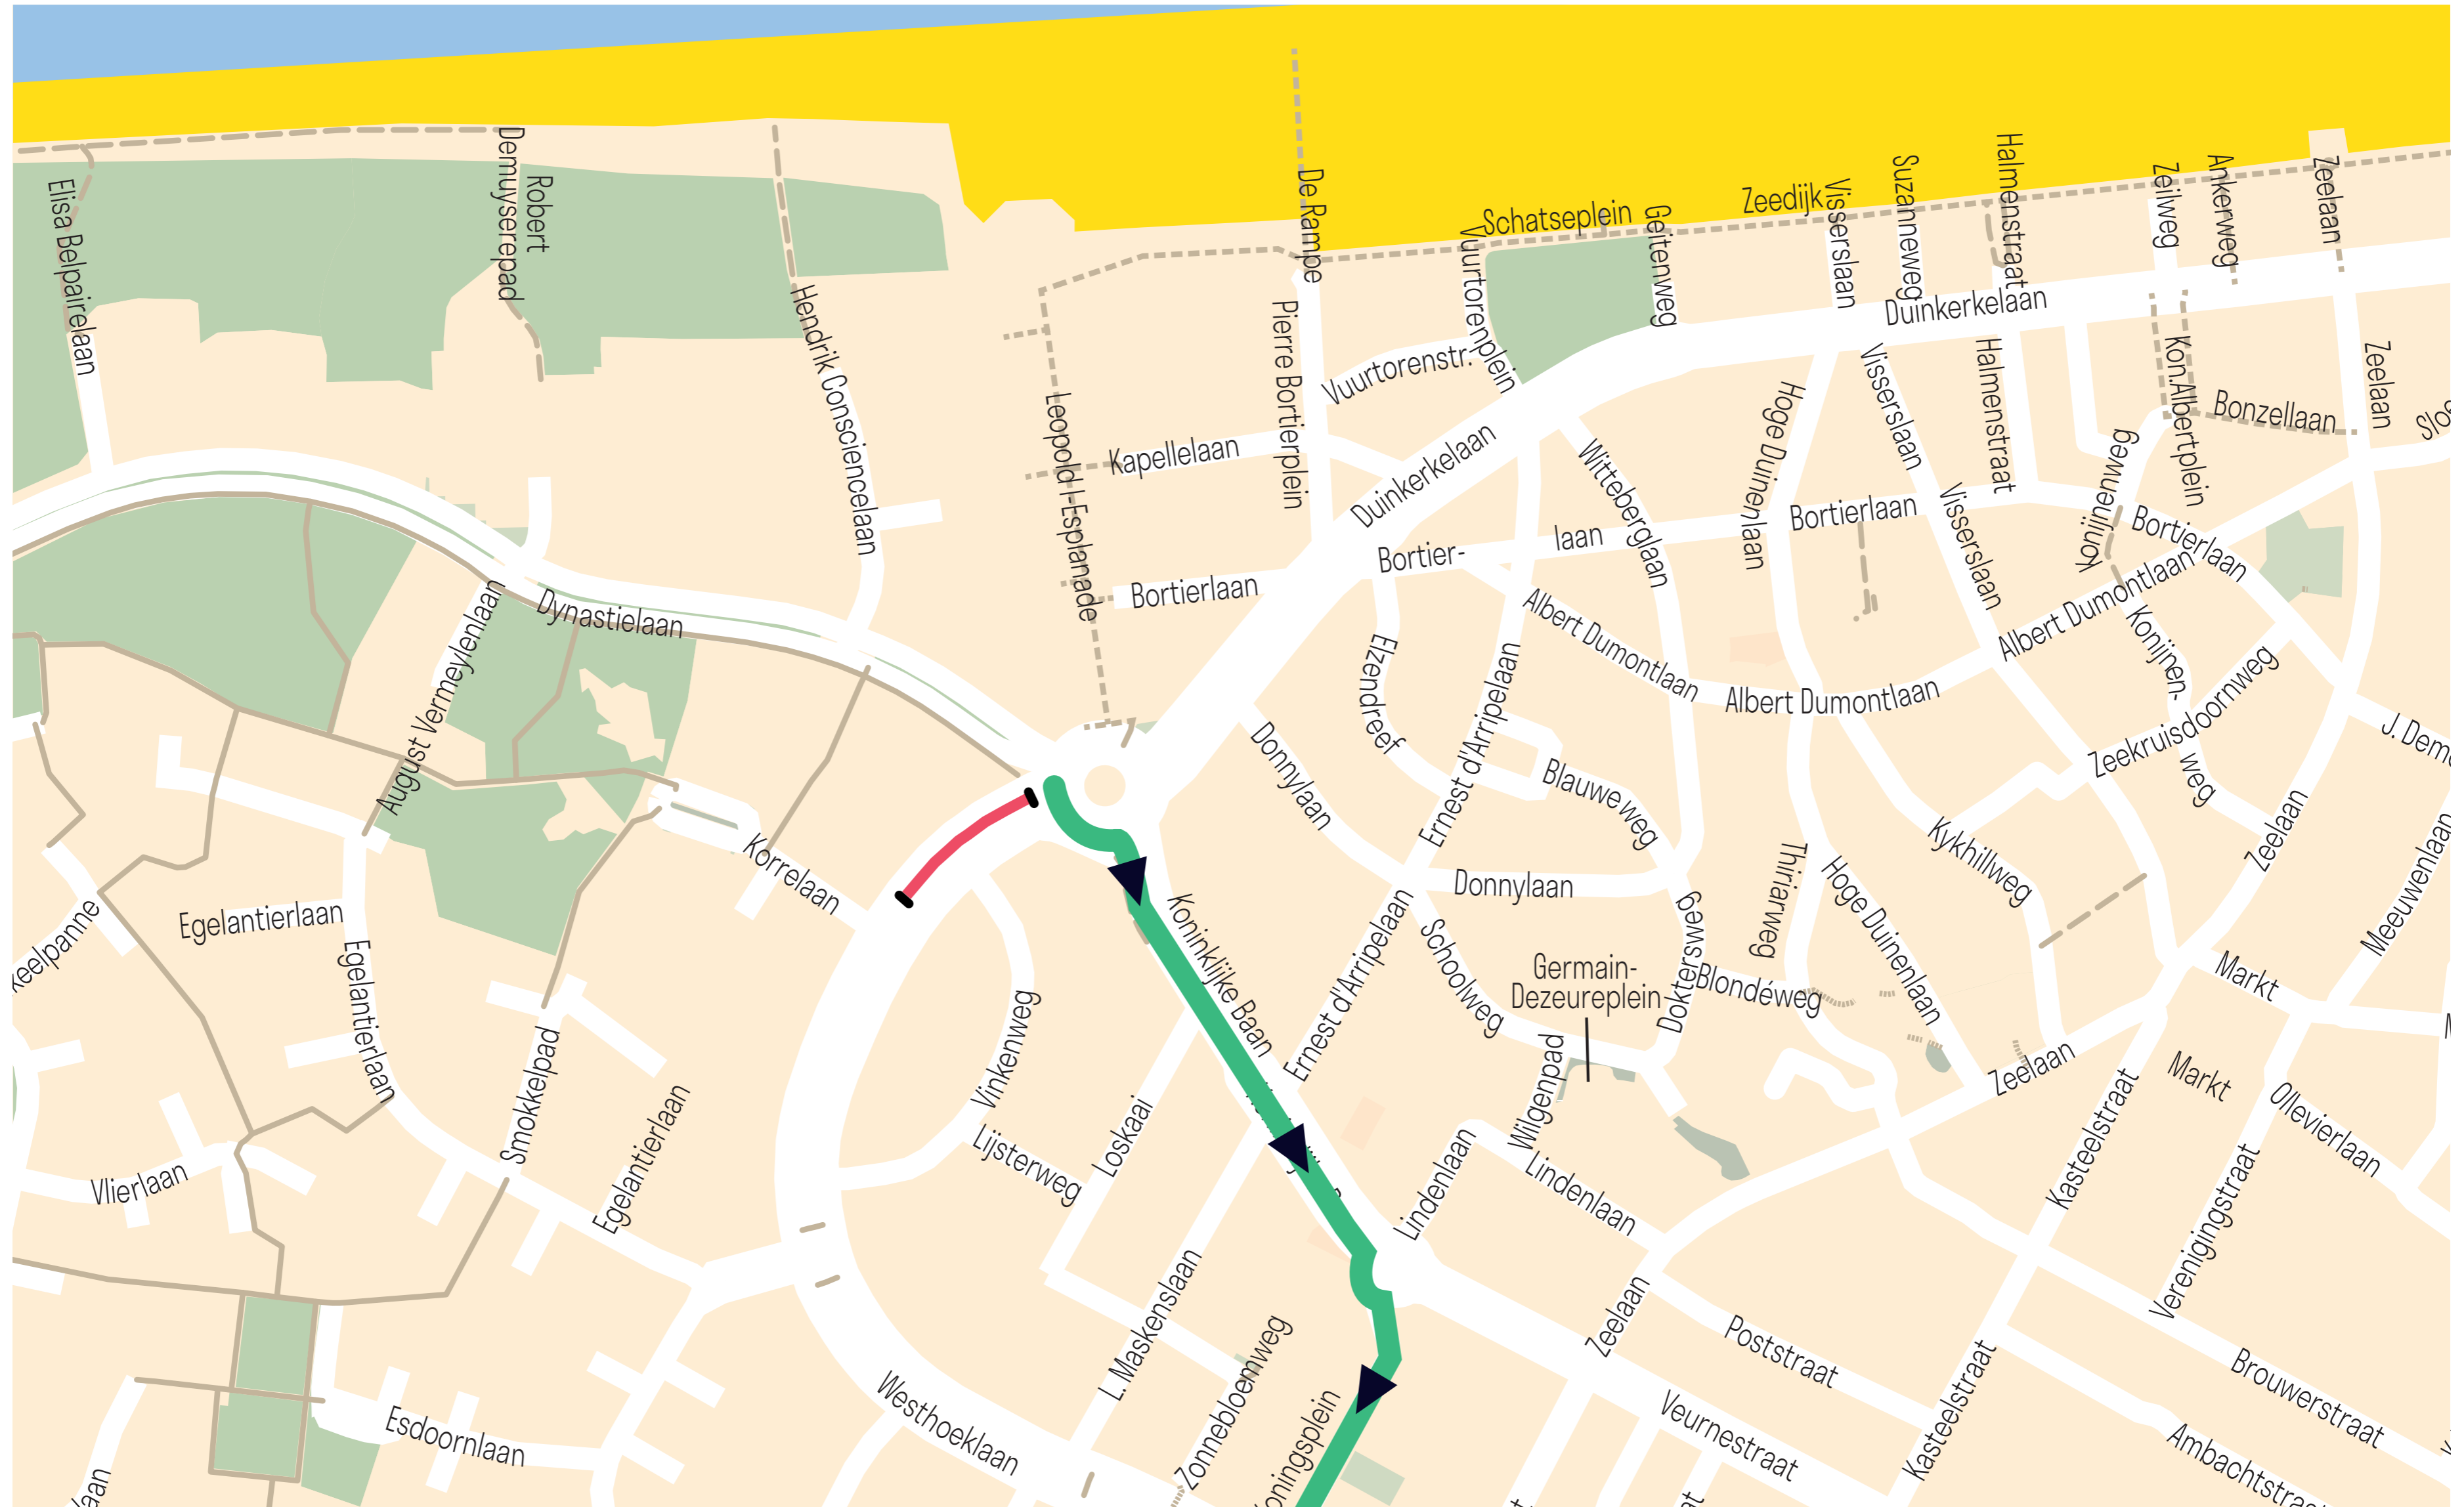 Elisa Belpairelaan
Robert
Demuyserepad
Hendrik Consciencelaan
De Rampe
Pierre Bortierplein
Leopold I-Esplanade
Kapellelaan
Bortierlaan
Vuurtorenstr.
Vuurtorenplein
Schatseplein
Geitenweg
Zeedijk
Visserslaan
Suzanneweg
Halmenstraat
Zeilweg
Ankerweg
Zeelaan
Duinkerkelaan
Duinkerkelaan
Hoge Duinenlaan
Visserslaan
Halmenstraat
Kon.Albertplein
Bonzellaan
Zeelaan
Konijnenweg
Witteberglaan
Bortier-
laan
Bortierlaan
Visserslaan
Bortierlaan
Dynastielaan
August Vermeylenlaan
Elzendreef
Albert Dumontlaan
Albert Dumontlaan
Albert Dumontlaan
Konijnen-
weg
Zeekruisdoornweg
Ernest d'Arripelaan
Donnylaan
Blauweweg
Donnylaan
Kykhillweg
Zeelaan
Meeuwenlaan
Korrelaan
Egelantierlaan
Egelantierlaan
Koninklijke Baan
Ernest d'Arripelaan
Schoolweg
Germain-
Dezeureplein
Doktersweg
Blondéweg
Thiriarweg
Hoge Duinenlaan
Markt
Markt
Zeelaan
Vinkenweg
Lijsterweg
Loskaai
Smokkelpad
Egelantierlaan
Vlierlaan
Wilgenpad
Lindenlaan
Lindenlaan
Kasteelstraat
Ollevierlaan
Verenigingstraat
L. Maskenslaan
Zonnebloemweg
Zeelaan
Poststraat
Kasteelstraat
Brouwerstraat
Westhoeklaan
Esdoornlaan
Veurnestraat